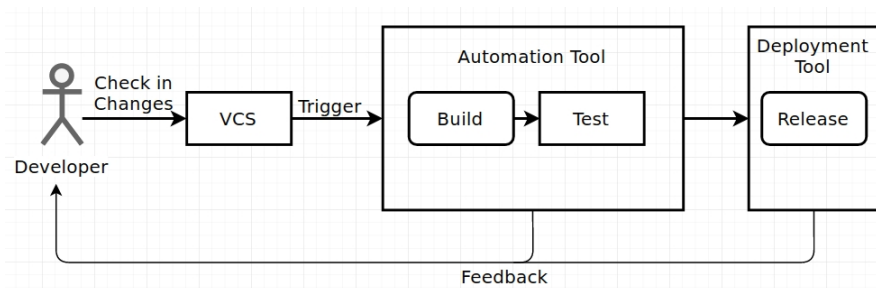 Developer
Check in
Changes
VCS
Trigger
Automation Tool
Build
Test
Deployment
Tool
Release
Feedback